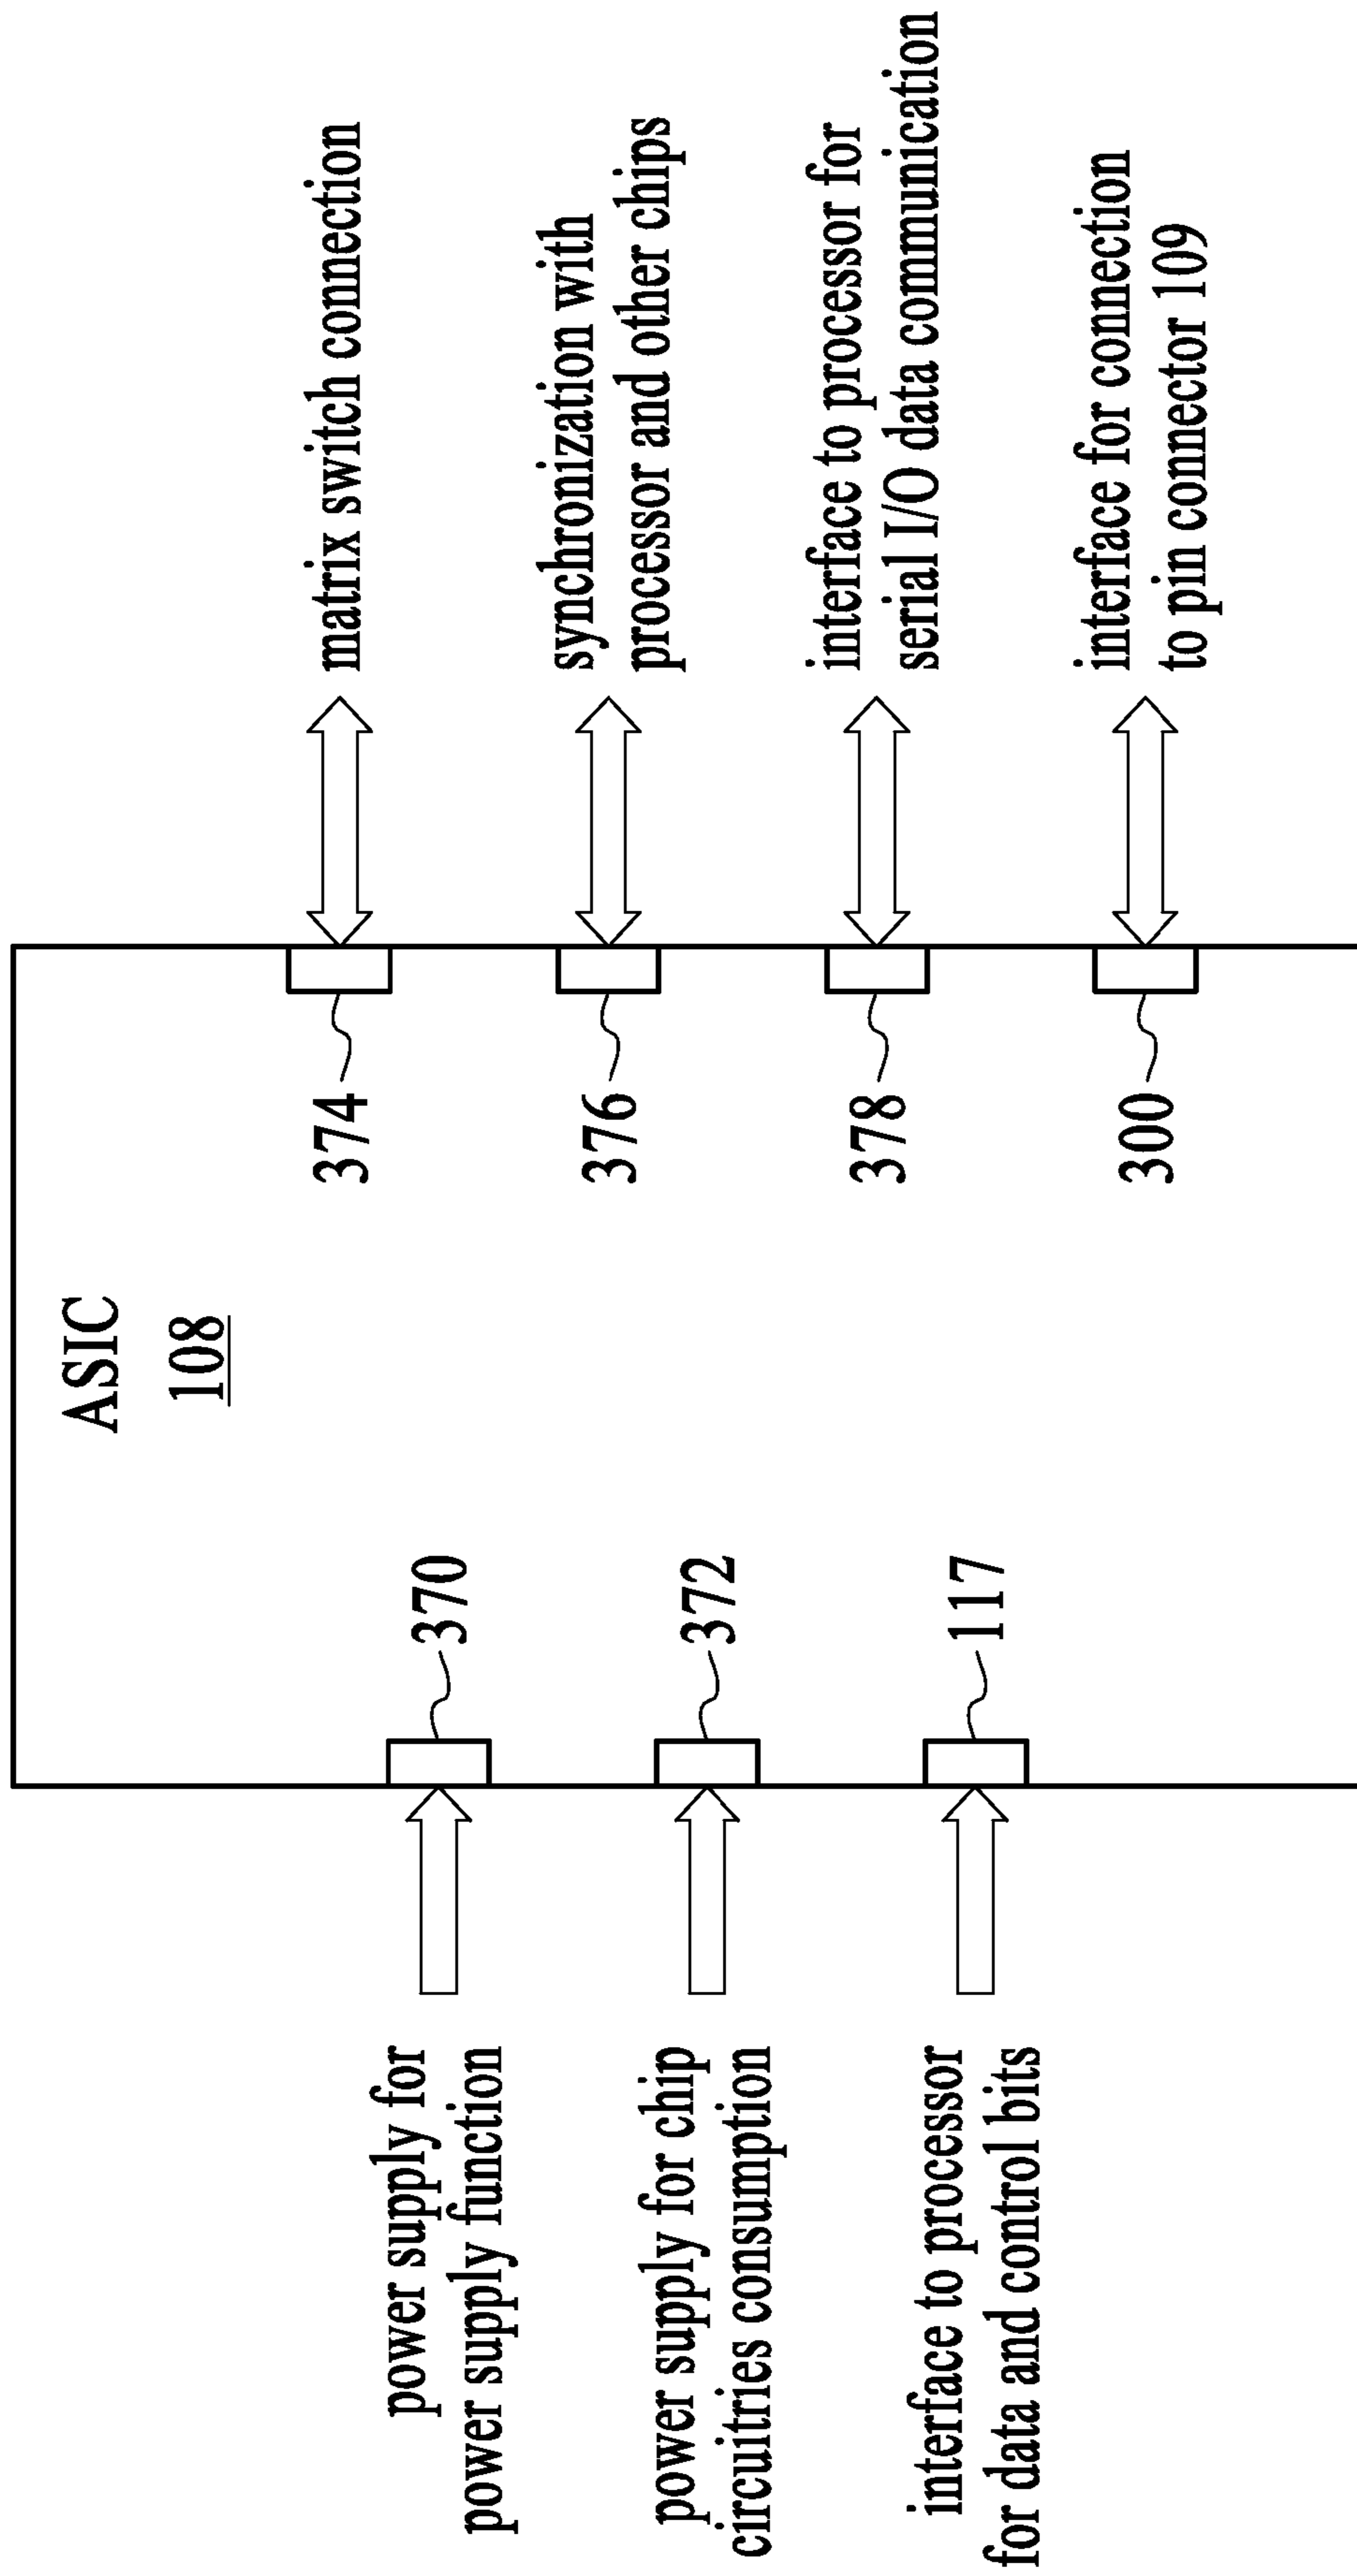 ASIC
108
power supply for
power supply function
370
power supply for chip
circuitries consumption
372
interface to processor
for data and control bits
117
374
matrix switch connection
376
synchronization with
processor and other chips
378
interface to processor for
serial I/O data communication
300
interface for connection
to pin connector 109